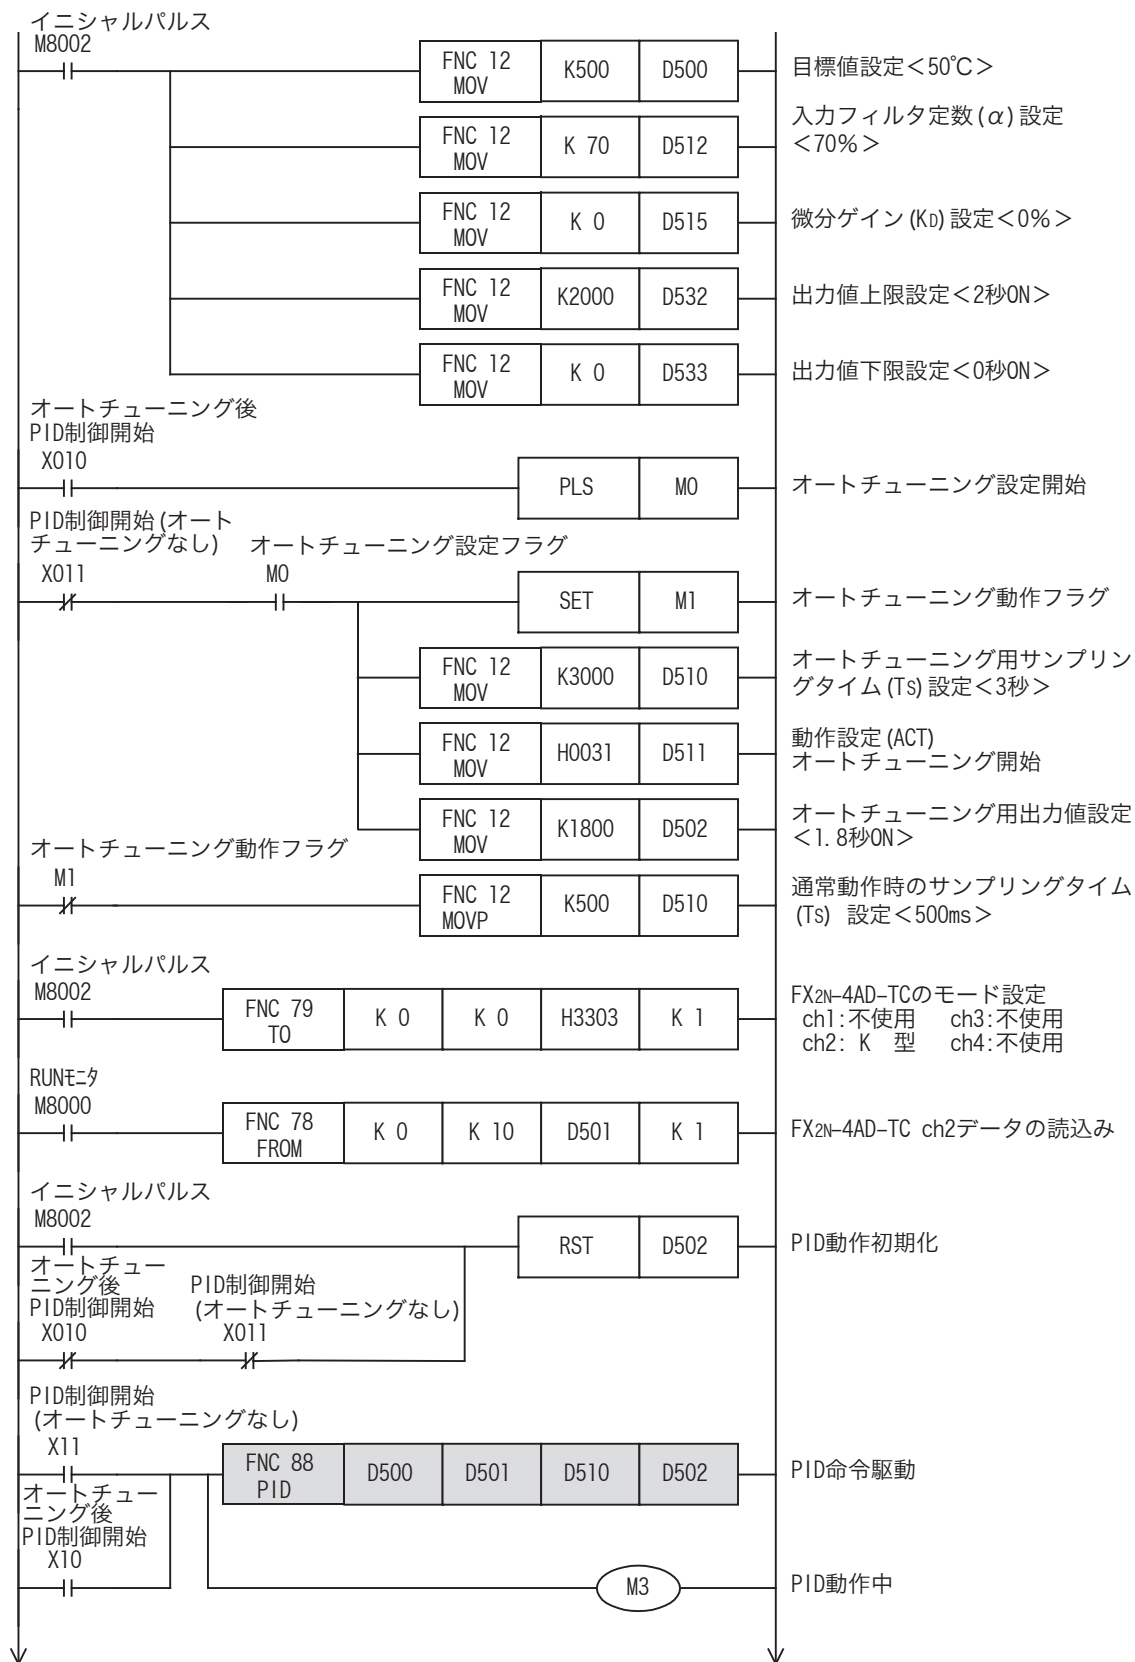 イニシャルパルス
M8002
FNC 12
MOV
K500
D500
目標値設定＜50℃＞
FNC 12
MOV
K 70
D512
入力フィルタ定数(α)設定
＜70％＞
FNC 12
MOV
K 0
D515
微分ゲイン(KD)設定＜0％＞
FNC 12
MOV
K2000
D532
出力値上限設定＜2秒ON＞
FNC 12
MOV
K 0
D533
出力値下限設定＜0秒ON＞
オートチューニング後
PID制御開始
X010
PLS
M0
オートチューニング設定開始
PID制御開始(オート
チューニングなし)
X011
オートチューニング設定フラグ
M0
SET
M1
オートチューニング動作フラグ
FNC 12
MOV
K3000
D510
オートチューニング用サンプリン
グタイム(Ts)設定＜3秒＞
FNC 12
MOV
H0031
D511
動作設定(ACT)
オートチューニング開始
FNC 12
MOV
K1800
D502
オートチューニング用出力値設定
＜1.8秒ON＞
オートチューニング動作フラグ
M1
FNC 12
MOVP
K500
D510
通常動作時のサンプリングタイム
(Ts) 設定＜500ms＞
イニシャルパルス
M8002
FNC 79
TO
K 0
K 0
H3303
K 1
FX2N-4AD-TCのモード設定
ch1:不使用 ch3:不使用
ch2: K 型 ch4:不使用
RUNﾓﾆﾀ
M8000
FNC 78
FROM
K 0
K 10
D501
K 1
FX2N-4AD-TC ch2データの読込み
イニシャルパルス
M8002
RST
D502
PID動作初期化
オートチュー
ニング後
PID制御開始
X010
PID制御開始
(オートチューニングなし)
X011
PID制御開始
(オートチューニングなし)
X11
FNC 88
PID
D500
D501
D510
D502
PID命令駆動
オートチュー
ニング後
PID制御開始
X10
M3
PID動作中